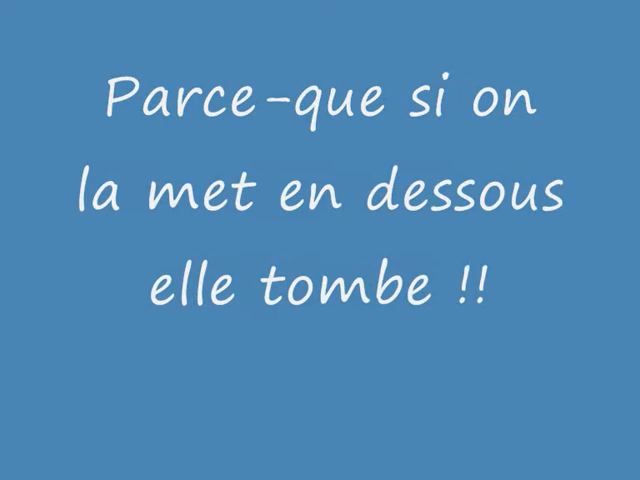 Parce-que si on
la met en dessous
elle tombe !!